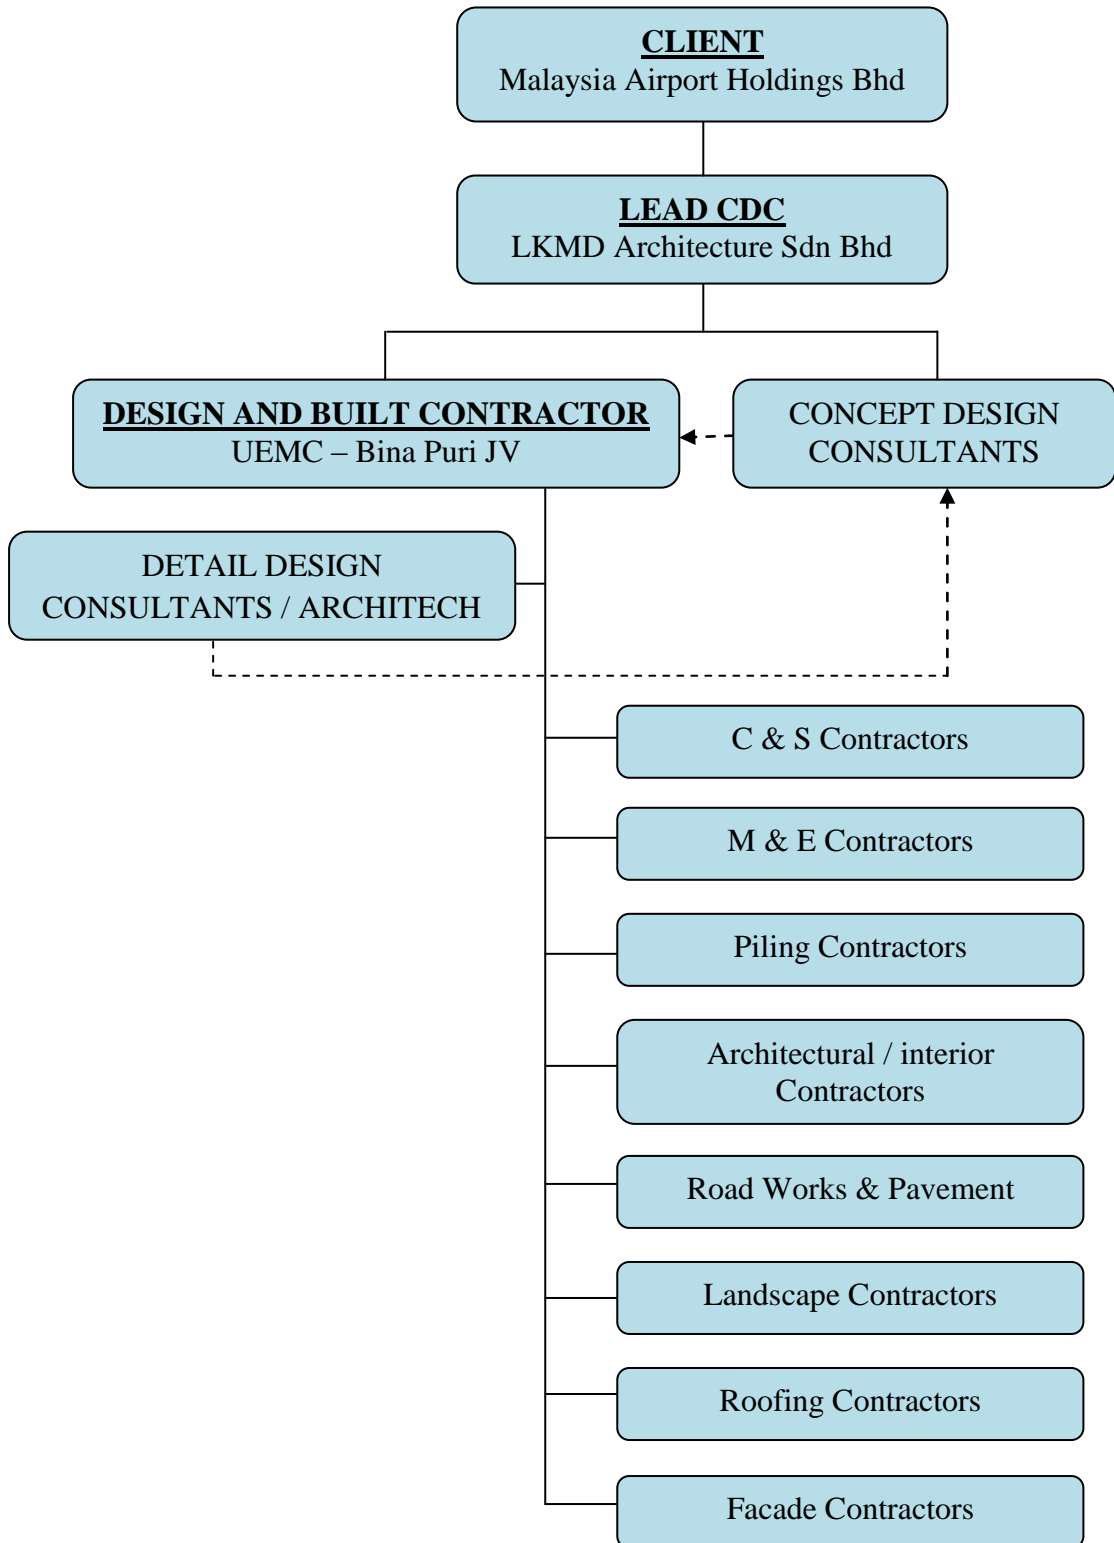 CLIENT
Malaysia Airport Holdings Bhd
LEAD CDC
LKMD Architecture Sdn Bhd
DESIGN AND BUILT CONTRACTOR
UEMC – Bina Puri JV
CONCEPT DESIGN
CONSULTANTS
DETAIL DESIGN
CONSULTANTS / ARCHITECH
C & S Contractors
M & E Contractors
Piling Contractors
Architectural / interior
Contractors
Road Works & Pavement
Landscape Contractors
Roofing Contractors
Facade Contractors